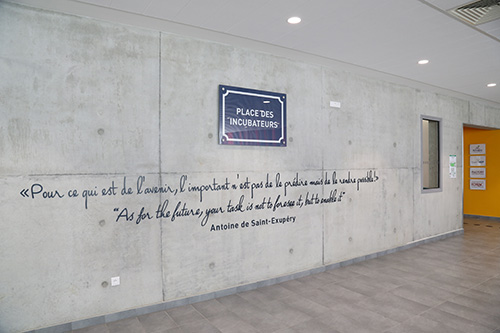 PLACE DES
INCUBATEURS
«Pour ce qui est de l'avenir, l'important n'est pas de le prédire mais de le rendre possible.»
"As for the future, your task is not to foresee it, but to enable it"
Antoine de Saint-Exupéry